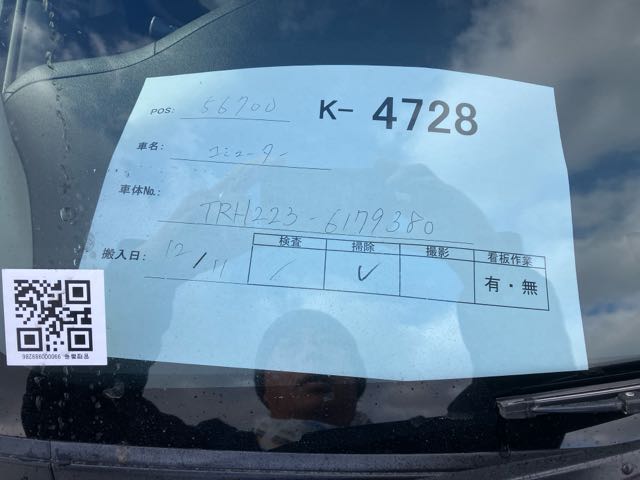 POS: 56700 K- 4728
車名: コミューター
車体No.: TRH223-6179380
搬入日: 12/11
検査 掃除 撮影 看板作業
✓ 有・無